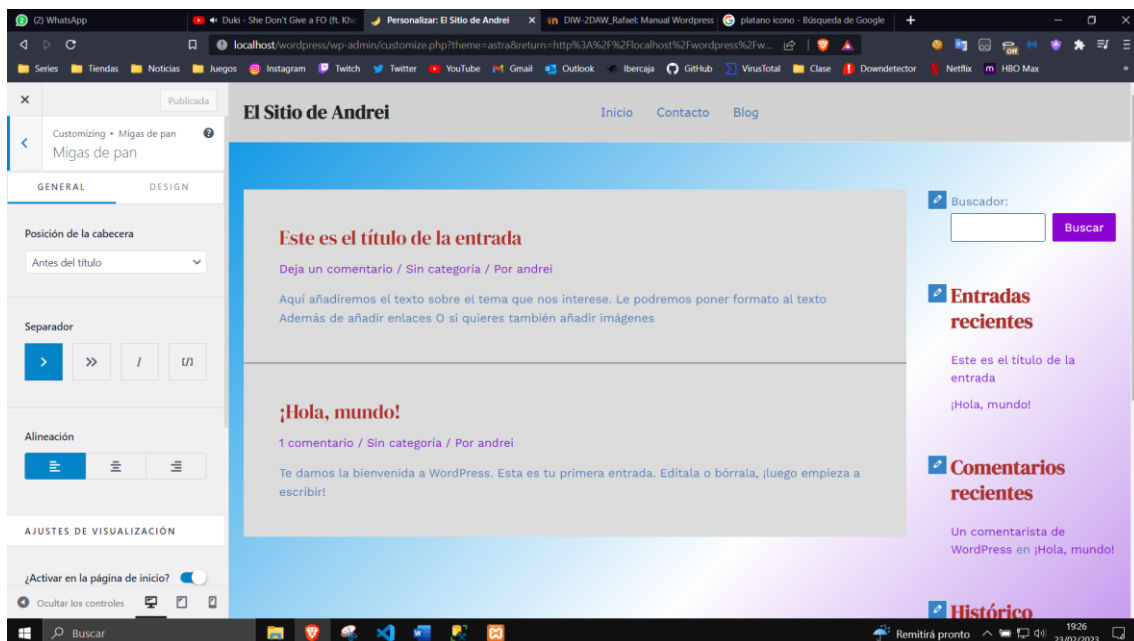 (2) WhatsApp
Duki - She Don't Give a FO (ft. Kh
Personalizar: El Sitio de Andrei
DIW-2DAW_Rafael: Manual Wordpress
platano icono - Búsqueda de Google
localhost/wordpress/wp-admin/customize.php?theme=astra&return=http%3A%2F%2Flocalhost%2Fwordpress%2Fw...
Series Tiendas Noticias Juegos Instagram Twitch Twitter YouTube Gmail Outlook Ibercaja GitHub VirusTotal Clase Downdetector Netflix HBO Max
Publicada
Customizing • Migas de pan
Migas de pan
GENERAL DESIGN
Posición de la cabecera
Antes del título
Separador
> >> / [/]
Alineación
AJUSTES DE VISUALIZACIÓN
¿Activar en la página de inicio?
Ocultar los controles
El Sitio de Andrei
Inicio Contacto Blog
Este es el título de la entrada
Deja un comentario / Sin categoría / Por andrei
Aquí añadiremos el texto sobre el tema que nos interese. Le podremos poner formato al texto
Además de añadir enlaces O si quieres también añadir imágenes
¡Hola, mundo!
1 comentario / Sin categoría / Por andrei
Te damos la bienvenida a WordPress. Esta es tu primera entrada. Edítala o bórrala, ¡luego empieza a
escribir!
Buscador:
Buscar
Entradas
recientes
Este es el título de la
entrada
¡Hola, mundo!
Comentarios
recientes
Un comentarista de
WordPress en ¡Hola, mundo!
Histórico
Buscar
Remitirá pronto
19:26
23/02/2023